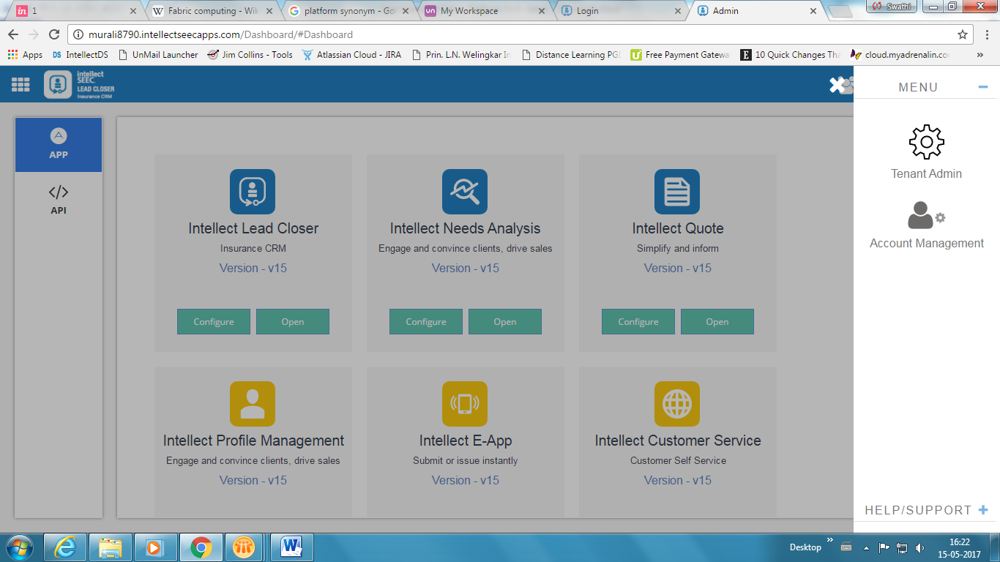 1
Fabric computing - Wik
platform synonym - Goo
My Workspace
Login
Admin
Swathi
murali8790.intellectseecapps.com/Dashboard/#Dashboard
Apps
IntellectDS
UnMail Launcher
Jim Collins - Tools
Atlassian Cloud - JIRA
Prin. L.N. Welingkar In
Distance Learning PGD
Free Payment Gatewa
10 Quick Changes Tha
cloud.myadrenalin.co
»
intellect
SEEC
LEAD CLOSER
Insurance CRM
MENU
APP
API
Intellect Lead Closer
Insurance CRM
Version - v15
Configure
Open
Intellect Needs Analysis
Engage and convince clients, drive sales
Version - v15
Configure
Open
Intellect Quote
Simplify and inform
Version - v15
Configure
Open
Intellect Profile Management
Engage and convince clients, drive sales
Version - v15
Intellect E-App
Submit or issue instantly
Version - v15
Intellect Customer Service
Customer Self Service
Version - v15
Tenant Admin
Account Management
HELP/SUPPORT
Desktop
»
16:22
15-05-2017